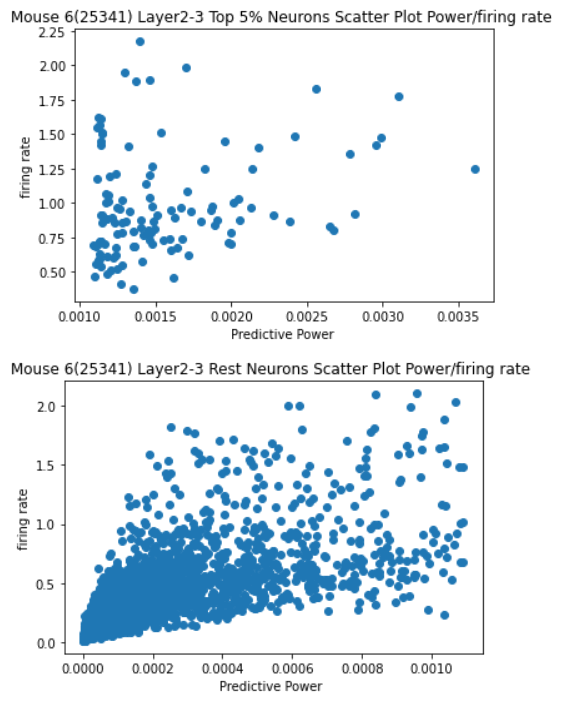 Mouse 6(25341) Layer2-3 Top 5% Neurons Scatter Plot Power/firing rate
2.25
2.00
1.75
1.50
1.25
1.00
0.75
0.50
firing rate
0.0010 0.0015 0.0020 0.0025 0.0030 0.0035
Predictive Power
Mouse 6(25341) Layer2-3 Rest Neurons Scatter Plot Power/firing rate
2.0
1.5
1.0
0.5
0.0
firing rate
0.0000 0.0002 0.0004 0.0006 0.0008 0.0010
Predictive Power